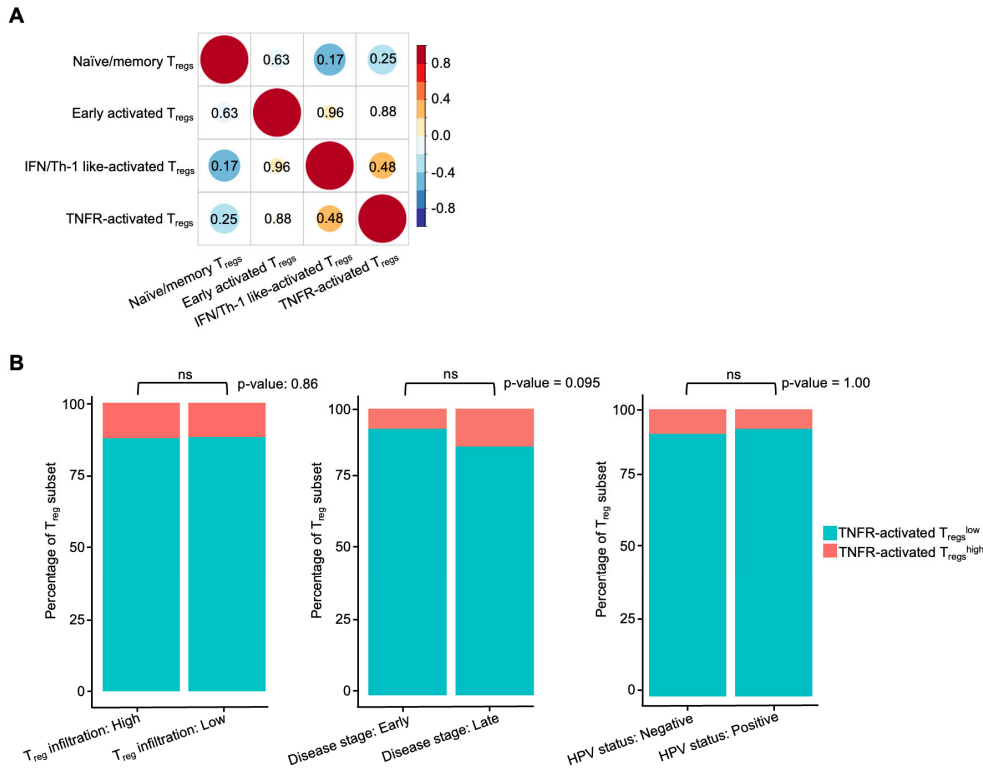 A
Naïve/memory Tregs
0.63
0.17
0.25
Early activated Tregs
0.63
0.96
0.88
IFN/Th-1 like-activated Tregs
0.17
0.96
0.48
TNFR-activated Tregs
0.25
0.88
0.48
0.8
0.4
0.0
-0.4
-0.8
Naïve/memory Tregs
Early activated Tregs
IFN/Th-1 like-activated Tregs
TNFR-activated Tregs
B
ns
p-value: 0.86
Percentage of Treg subset
100
75
50
25
0
Treg infiltration: High
Treg infiltration: Low
ns
p-value = 0.095
Percentage of Treg subset
100
75
50
25
0
Disease stage: Early
Disease stage: Late
ns
p-value = 1.00
Percentage of Treg subset
100
75
50
25
0
HPV status: Negative
HPV status: Positive
TNFR-activated Tregs low
TNFR-activated Tregs high